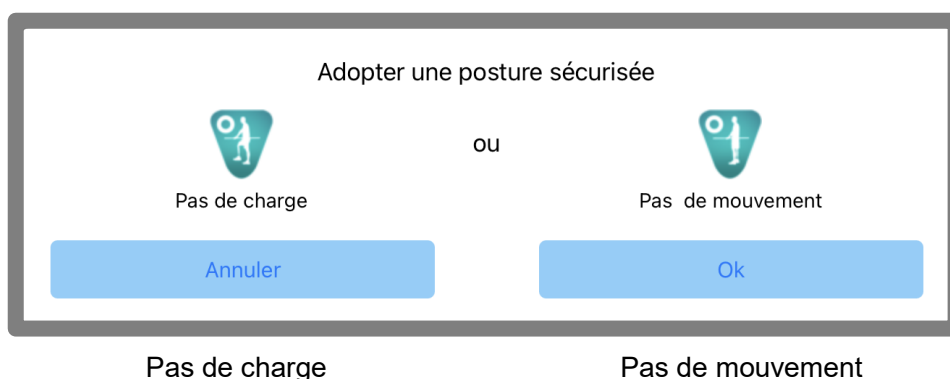 Adopter une posture sécurisée
ou
Pas de charge
Pas  de mouvement
Annuler
Ok
Pas de charge
Pas de mouvement